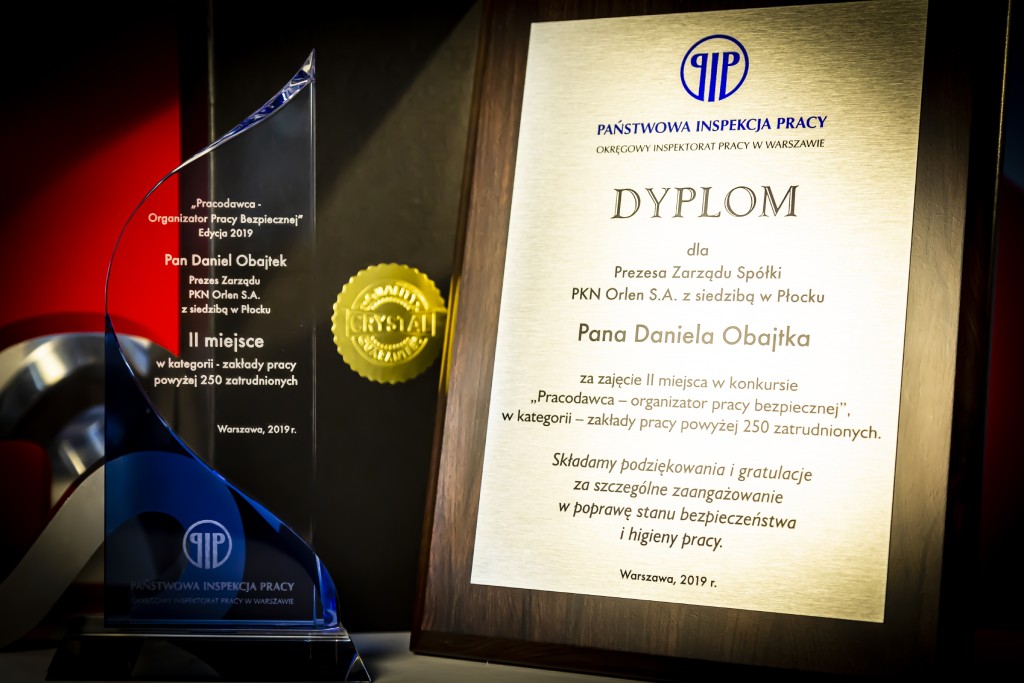 „Pracodawca -
Organizator Pracy Bezpiecznej”
Edycja 2019
Pan Daniel Obajtek
Prezes Zarządu
PKN Orlen S.A.
z siedzibą w Płocku
II miejsce
w kategorii - zakłady pracy
powyżej 250 zatrudnionych
Warszawa, 2019 r.
PIP
PAŃSTWOWA INSPEKCJA PRACY
OKRĘGOWY INSPEKTORAT PRACY W WARSZAWIE
CRYSTAL
GUARANTEE
PIP
PAŃSTWOWA INSPEKCJA PRACY
OKRĘGOWY INSPEKTORAT PRACY W WARSZAWIE
DYPLOM
dla
Prezesa Zarządu Spółki
PKN Orlen S.A. z siedzibą w Płocku
Pana Daniela Obajtka
za zajęcie II miejsca w konkursie
„Pracodawca – organizator pracy bezpiecznej”,
w kategorii – zakłady pracy powyżej 250 zatrudnionych.
Składamy podziękowania i gratulacje
za szczególne zaangażowanie
w poprawę stanu bezpieczeństwa
i higieny pracy.
Warszawa, 2019 r.